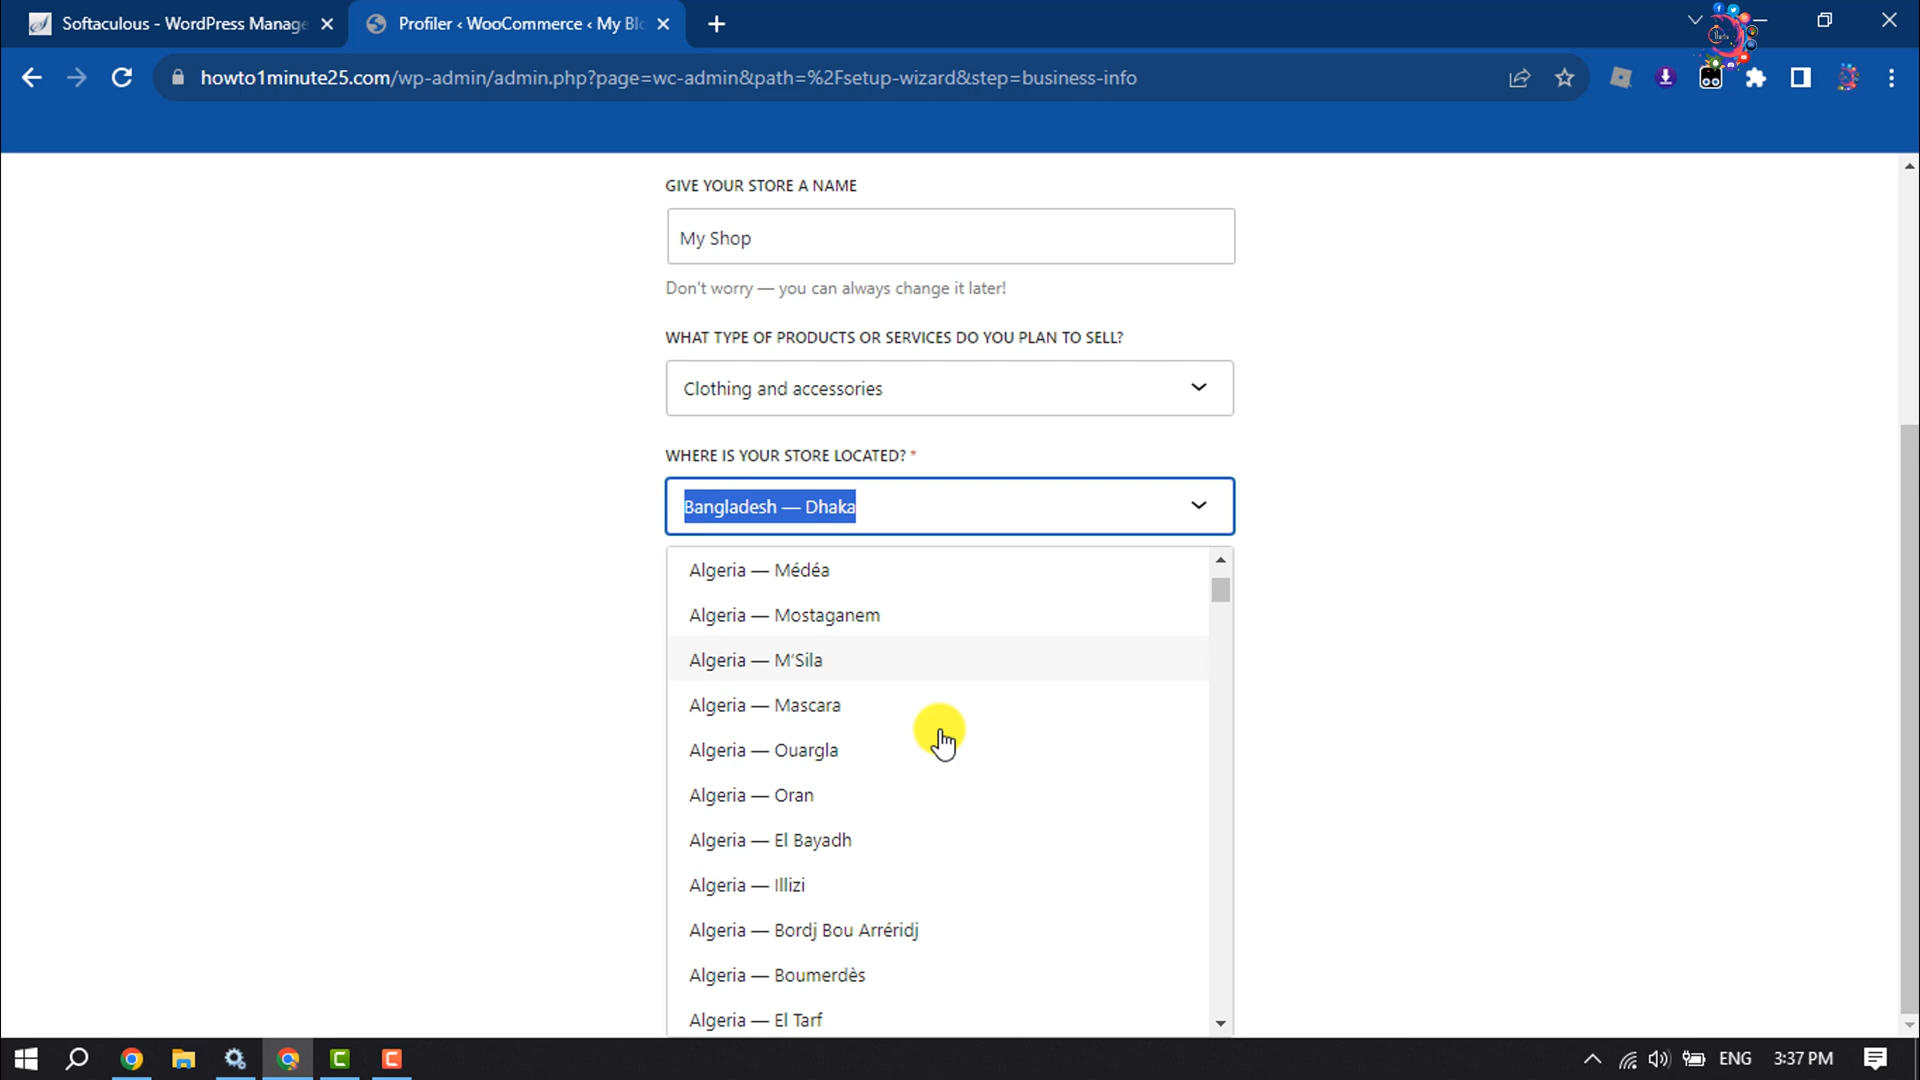 Softaculous - WordPress Manage
Profiler ‹ WooCommerce ‹ My Bl
howto1minute25.com/wp-admin/admin.php?page=wc-admin&path=%2Fsetup-wizard&step=business-info
GIVE YOUR STORE A NAME
My Shop
Don't worry — you can always change it later!
WHAT TYPE OF PRODUCTS OR SERVICES DO YOU PLAN TO SELL?
Clothing and accessories
WHERE IS YOUR STORE LOCATED? *
Bangladesh — Dhaka
Algeria — Médéa
Algeria — Mostaganem
Algeria — M'Sila
Algeria — Mascara
Algeria — Ouargla
Algeria — Oran
Algeria — El Bayadh
Algeria — Illizi
Algeria — Bordj Bou Arréridj
Algeria — Boumerdès
Algeria — El Tarf
ENG
3:37 PM